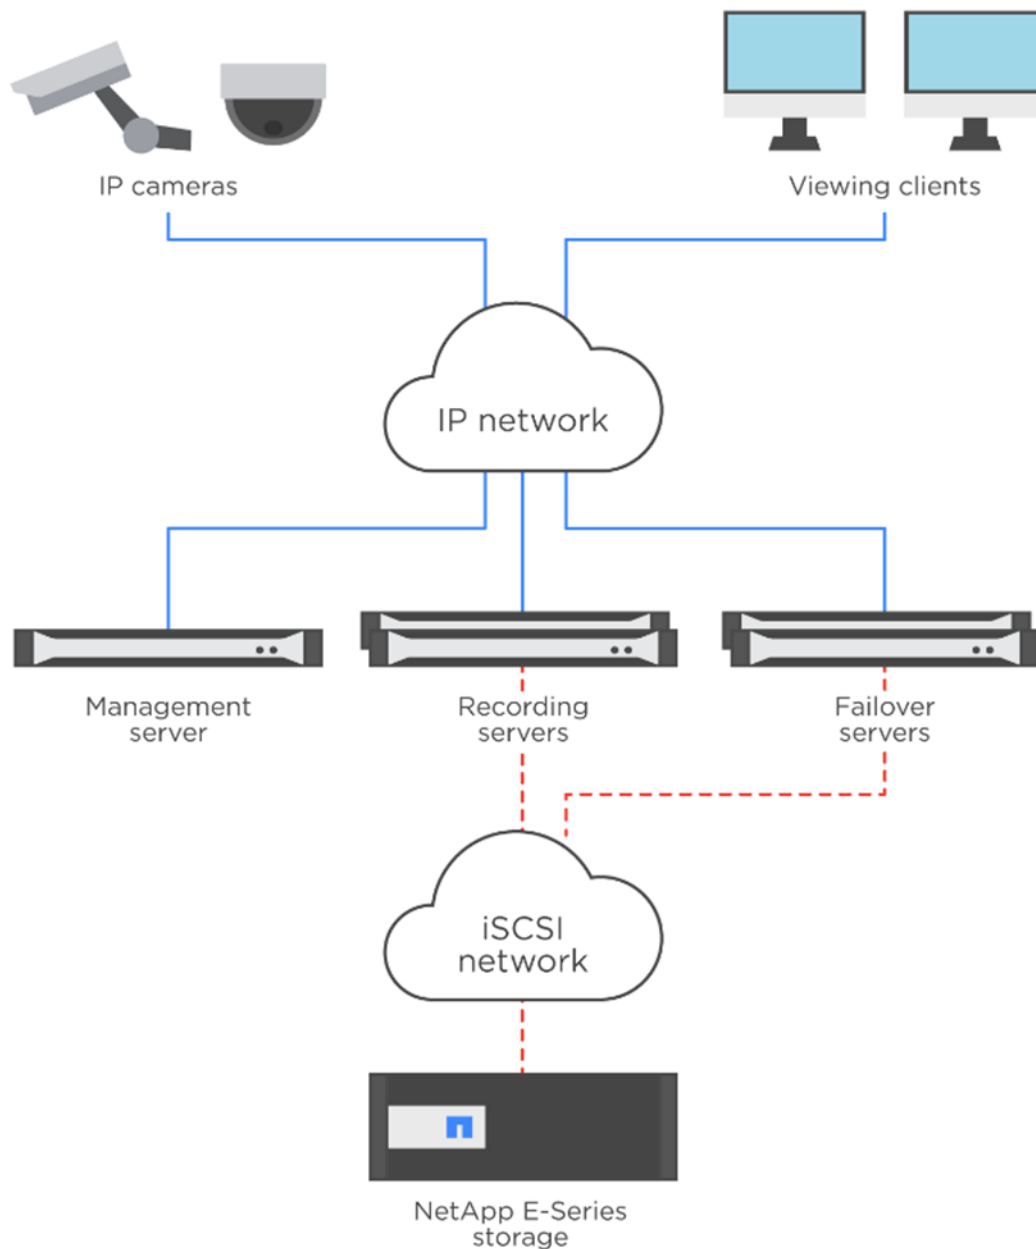 IP cameras
Viewing clients
IP network
Management
server
Recording
servers
Failover
servers
iSCSI
network
NetApp E-Series
storage